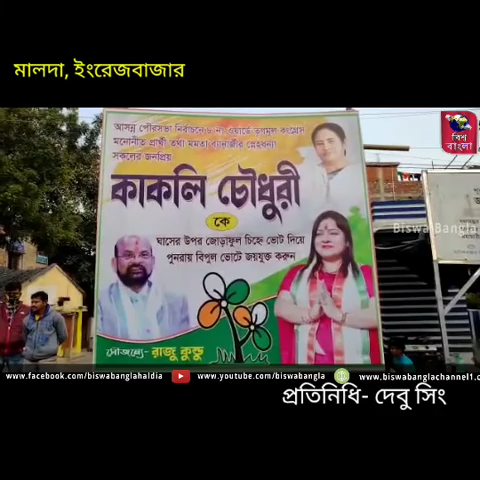 মালদা, ইংরেজবাজার
আসন্ন পৌরসভা নির্বাচনে ৮ নং ওয়ার্ডে তৃণমূল কংগ্রেস
মনোনীত প্রার্থী তথা মমতা ব্যানার্জীর স্নেহধন্যা
সকলের জনপ্রিয়
কাকলি চৌধুরী
কে
ঘাসের উপর জোড়াফুল চিহ্নে ভোট দিয়ে
পুনরায় বিপুল ভোটে জয়যুক্ত করুন
সৌজন্যে- রাজু কুন্ডু
বিশ্ব
বাংলা
Biswa Bangla
www.facebook.com/biswabanglahaldia www.youtube.com/biswabangla www.biswabanglachannel1.c
প্রতিনিধি- দেবু সিং